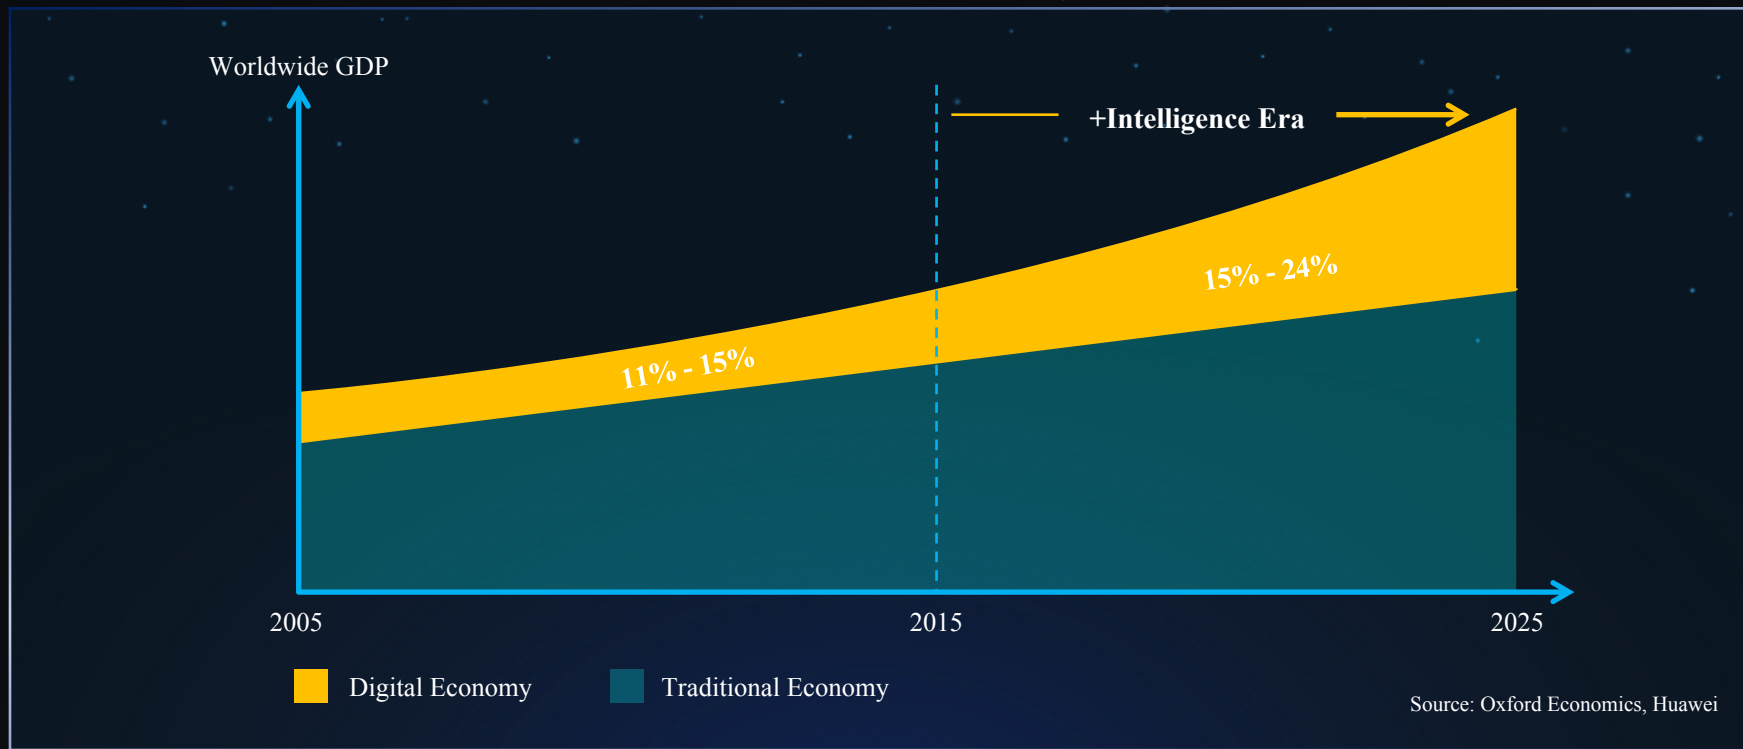 Worldwide GDP
+Intelligence Era
15% - 24%
11% - 15%
2005
2015
2025
Digital Economy
Traditional Economy
Source: Oxford Economics, Huawei